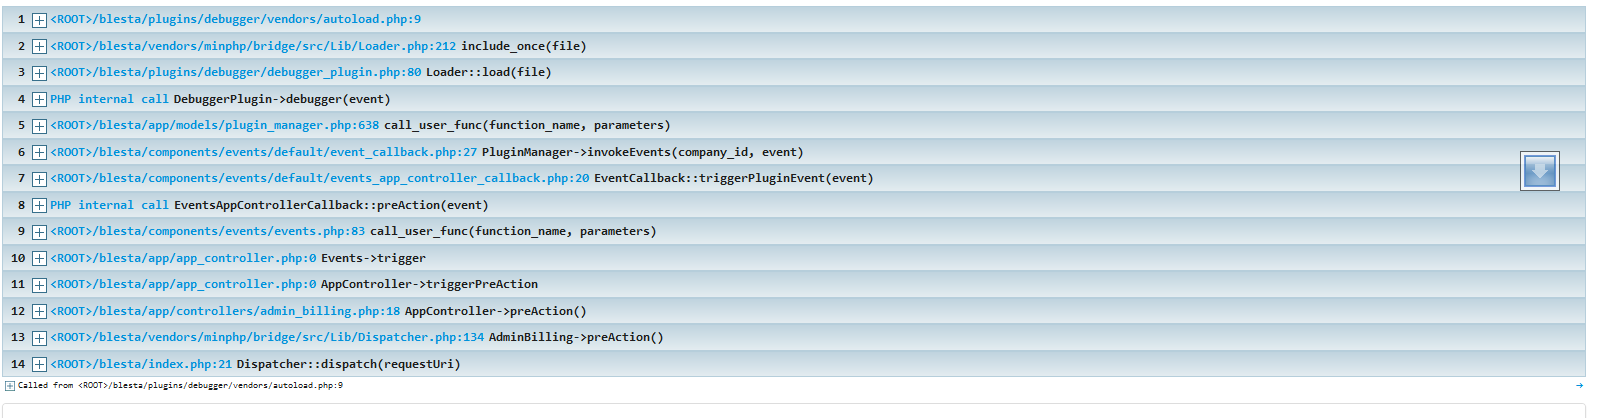 1 <ROOT>/blesta/plugins/debugger/vendors/autoload.php:9
2 <ROOT>/blesta/vendors/minphp/bridge/src/Lib/Loader.php:212 include_once(file)
3 <ROOT>/blesta/plugins/debugger/debugger_plugin.php:80 Loader::load(file)
4 PHP internal call DebuggerPlugin->debugger(event)
5 <ROOT>/blesta/app/models/plugin_manager.php:638 call_user_func(function_name, parameters)
6 <ROOT>/blesta/components/events/default/event_callback.php:27 PluginManager->invokeEvents(company_id, event)
7 <ROOT>/blesta/components/events/default/events_app_controller_callback.php:20 EventCallback::triggerPluginEvent(event)
8 PHP internal call EventsAppControllerCallback::preAction(event)
9 <ROOT>/blesta/components/events/events.php:83 call_user_func(function_name, parameters)
10 <ROOT>/blesta/app/app_controller.php:0 Events->trigger
11 <ROOT>/blesta/app/app_controller.php:0 AppController->triggerPreAction
12 <ROOT>/blesta/app/controllers/admin_billing.php:18 AppController->preAction()
13 <ROOT>/blesta/vendors/minphp/bridge/src/Lib/Dispatcher.php:134 AdminBilling->preAction()
14 <ROOT>/blesta/index.php:21 Dispatcher::dispatch(requestUri)
Called from <ROOT>/blesta/plugins/debugger/vendors/autoload.php:9 →